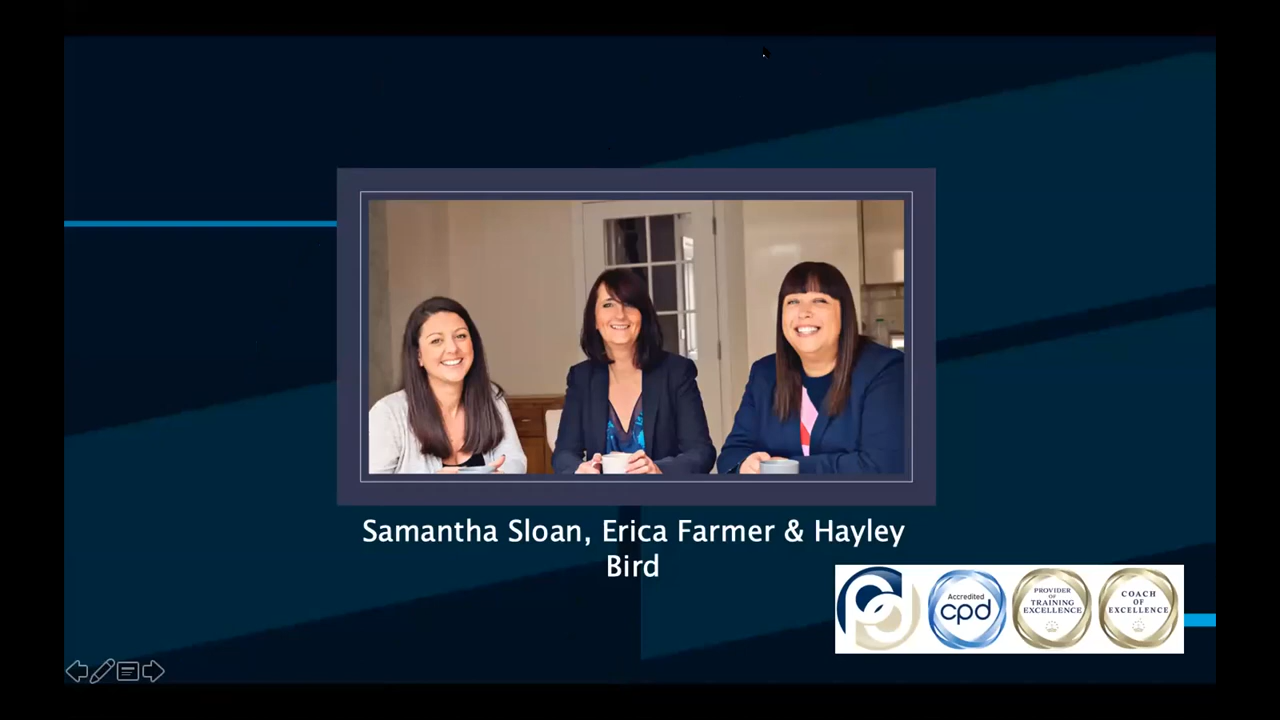 Samantha Sloan, Erica Farmer & Hayley
Bird
Accredited
cpd
PROVIDER
OF
TRAINING
EXCELLENCE
COACH
OF
EXCELLENCE